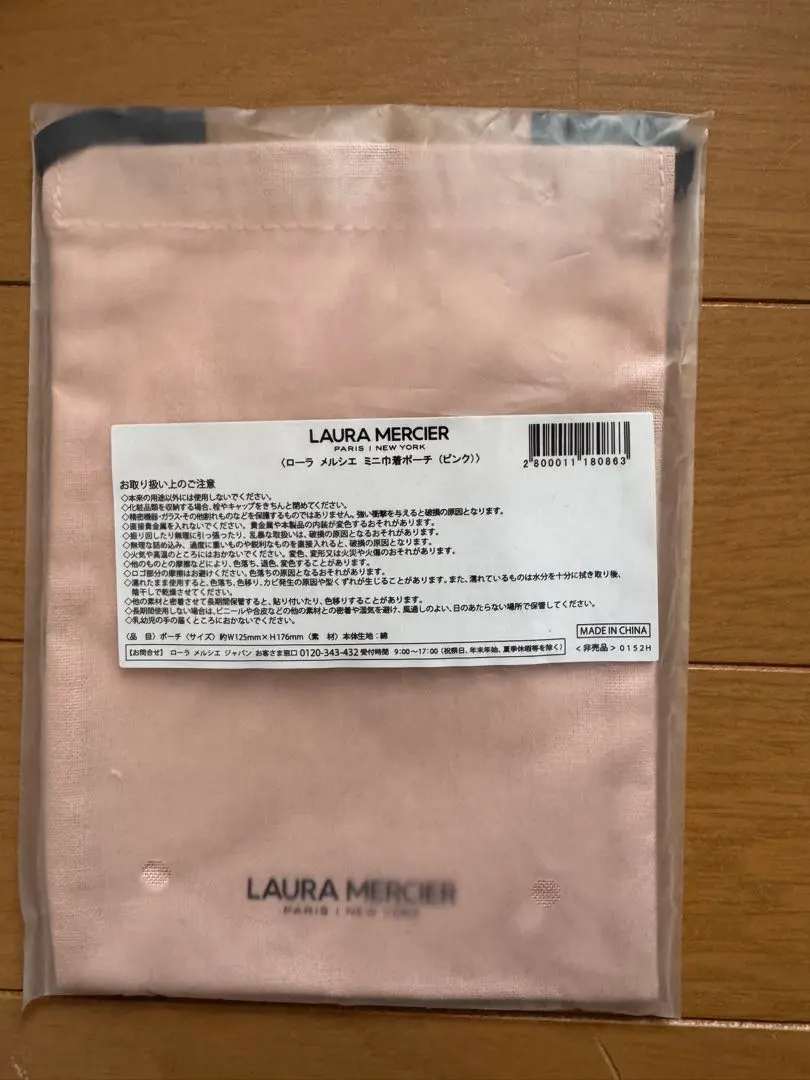 LAURA MERCIER
PARIS | NEW YORK
〈ローラ メルシエ ミニ巾着ポーチ (ピンク)〉
2 800011 180863
お取り扱い上のご注意
◇本来の用途以外には使用しないでください。
◇化粧品類を収納する場合、栓やキャップをきちんと閉めてください。
◇精密機器・ガラス・その他割れものなどを保護するものではありません。強い衝撃を与えると破損の原因となります。
◇直接貴金属を入れないでください。貴金属や本製品の内装が変色するおそれがあります。
◇振り回したり無理に引っ張ったり、乱暴な取扱いは、破損の原因となるおそれがあります。
◇無理な詰め込み、過度に重いものや鋭利なものを直接入れると、破損の原因となります。
◇火気や高温のところにはおかないでください。変色、変形又は火災や火傷のおそれがあります。
◇他のものとの摩擦などにより、色落ち、退色、変色することがあります。
◇ロゴ部分の摩擦はお避けください。色落ちの原因となるおそれがあります。
◇濡れたまま使用すると、色落ち、色移り、カビ発生の原因や型くずれが生じることがあります。また、濡れているものは水分を十分に拭き取り後、
陰干しで乾燥させてください。
◇他の素材と密着させて長期間保管すると、貼り付いたり、色移りすることがあります。
◇長期間使用しない場合は、ビニールや合皮などの他の素材との密着や湿気を避け、風通しのよい、日のあたらない場所で保管してください。
◇乳幼児の手の届くところにおかないでください。
〈品 目〉ポーチ〈サイズ〉約W125mm×H176mm〈素 材〉本体生地:綿
MADE IN CHINA
【お問合せ】 ローラ メルシエ ジャパン お客さま窓口 0120-343-432 受付時間 9:00~17:00 (祝祭日、年末年始、夏季休暇等を除く)
<非売品> 0152H
LAURA MERCIER
PARIS | NEW YORK